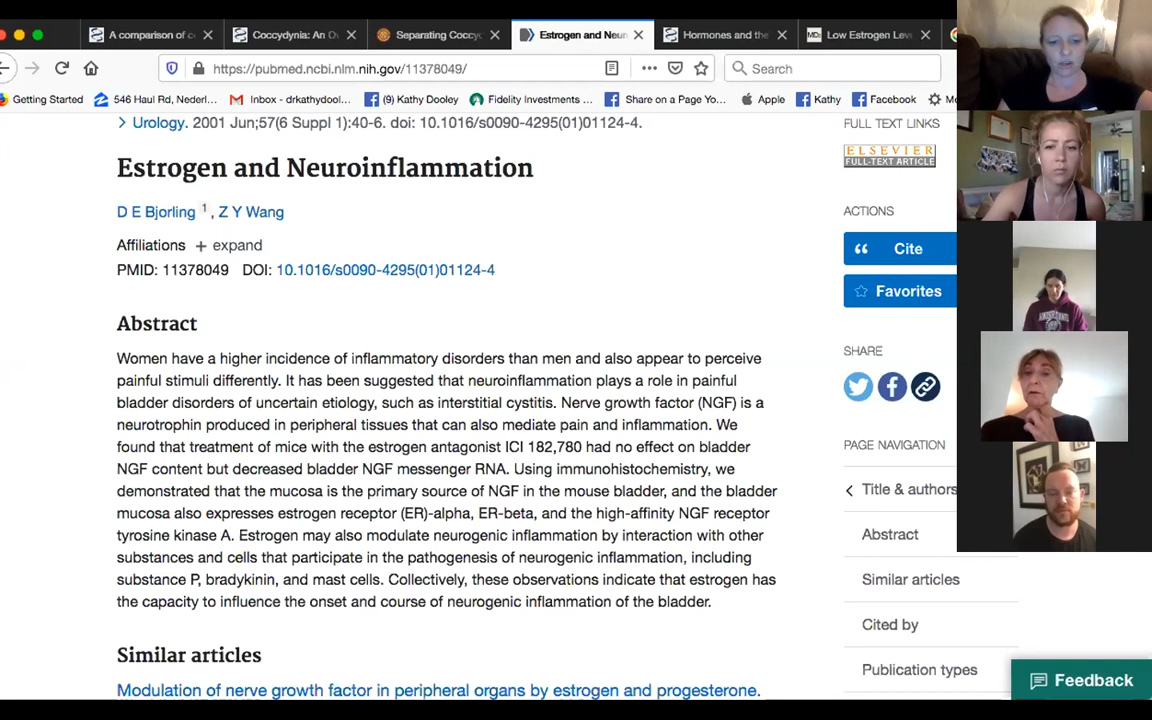 A comparison of c
Coccydynia: An Ov
Separating Coccyc
Estrogen and Neur
Hormones and the
MD
Low Estrogen Leve
https://pubmed.ncbi.nlm.nih.gov/11378049/
Search
Getting Started
546 Haul Rd, Nederl...
Inbox - drkathydool...
(9) Kathy Dooley
Fidelity Investments ...
Share on a Page Yo...
Apple
Kathy
Facebook
Urology. 2001 Jun;57(6 Suppl 1):40-6. doi: 10.1016/s0090-4295(01)01124-4.
Estrogen and Neuroinflammation
D E Bjorling 1, Z Y Wang
Affiliations + expand
PMID: 11378049 DOI: 10.1016/s0090-4295(01)01124-4
Abstract
Women have a higher incidence of inflammatory disorders than men and also appear to perceive
painful stimuli differently. It has been suggested that neuroinflammation plays a role in painful
bladder disorders of uncertain etiology, such as interstitial cystitis. Nerve growth factor (NGF) is a
neurotrophin produced in peripheral tissues that can also mediate pain and inflammation. We
found that treatment of mice with the estrogen antagonist ICI 182,780 had no effect on bladder
NGF content but decreased bladder NGF messenger RNA. Using immunohistochemistry, we
demonstrated that the mucosa is the primary source of NGF in the mouse bladder, and the bladder
mucosa also expresses estrogen receptor (ER)-alpha, ER-beta, and the high-affinity NGF receptor
tyrosine kinase A. Estrogen may also modulate neurogenic inflammation by interaction with other
substances and cells that participate in the pathogenesis of neurogenic inflammation, including
substance P, bradykinin, and mast cells. Collectively, these observations indicate that estrogen has
the capacity to influence the onset and course of neurogenic inflammation of the bladder.
Similar articles
Modulation of nerve growth factor in peripheral organs by estrogen and progesterone.
FULL TEXT LINKS
ELSEVIER
FULL-TEXT ARTICLE
ACTIONS
Cite
Favorites
SHARE
PAGE NAVIGATION
Title & authors
Abstract
Similar articles
Cited by
Publication types
Feedback